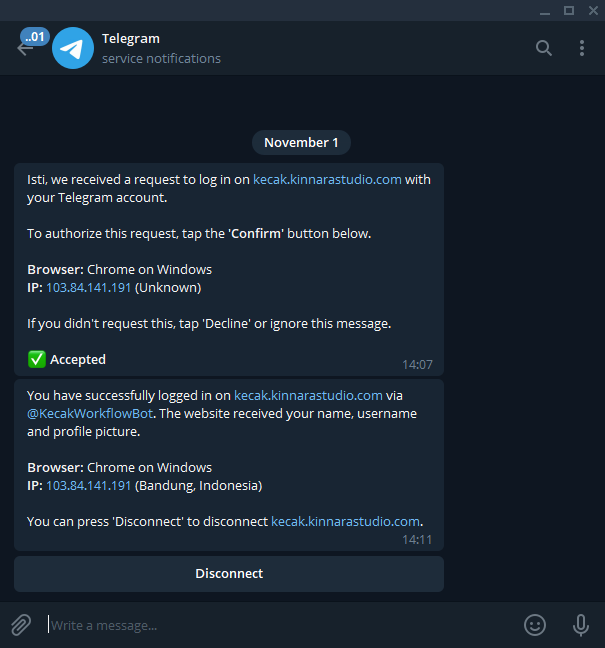 ..01
Telegram
service notifications
November 1
Isti, we received a request to log in on kecak.kinnarastudio.com with
your Telegram account.
To authorize this request, tap the 'Confirm' button below.
Browser: Chrome on Windows
IP: 103.84.141.191 (Unknown)
If you didn't request this, tap 'Decline' or ignore this message.
✅ Accepted
14:07
You have successfully logged in on kecak.kinnarastudio.com via
@KecakWorkflowBot. The website received your name, username
and profile picture.
Browser: Chrome on Windows
IP: 103.84.141.191 (Bandung, Indonesia)
You can press 'Disconnect' to disconnect kecak.kinnarastudio.com.
14:11
Disconnect
Write a message...